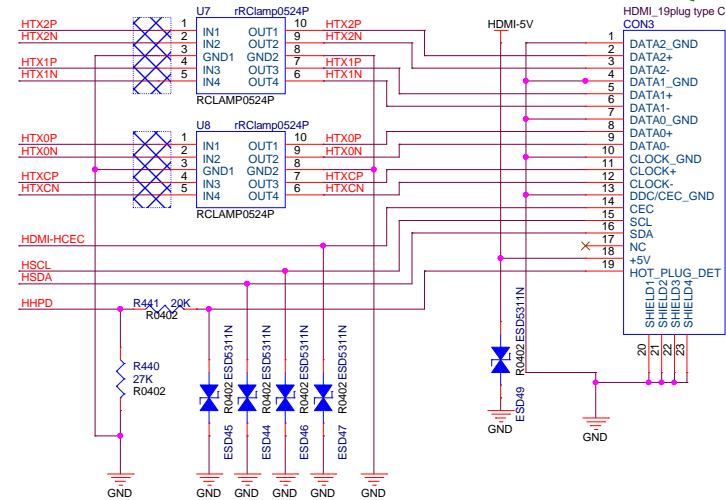 U7 rRClamp0524P
HTX2P 1 IN1 OUT1 10 HTX2P
HTX2N 2 IN2 OUT2 9 HTX2N
3 GND1 GND2 8
HTX1P 4 IN3 OUT3 7 HTX1P
HTX1N 5 IN4 OUT4 6 HTX1N
RCLAMP0524P
U8 rRClamp0524P
HTX0P 1 IN1 OUT1 10 HTX0P
HTX0N 2 IN2 OUT2 9 HTX0N
3 GND1 GND2 8
HTXCP 4 IN3 OUT3 7 HTXCP
HTXCN 5 IN4 OUT4 6 HTXCN
RCLAMP0524P
HDMI-HCEC
HSCL
HSDA
HHPD
R441 20K
R0402
R440
27K
R0402
ESD45 R0402 ESD5311N
ESD44 R0402 ESD5311N
ESD46 R0402 ESD5311N
ESD47 R0402 ESD5311N
GND GND GND GND GND GND
HDMI-5V
ESD49 R0402 ESD5311N
GND
HDMI_19plug type C
CON3
1 DATA2_GND
2 DATA2+
3 DATA2-
4 DATA1_GND
5 DATA1+
6 DATA1-
7 DATA0_GND
8 DATA0+
9 DATA0-
10 CLOCK_GND
11 CLOCK+
12 CLOCK-
13 DDC/CEC_GND
14 CEC
15 SCL
16 SDA
17 NC
18 +5V
19 HOT_PLUG_DET
20 SHIELD1
21 SHIELD2
22 SHIELD3
23 SHIELD4
GND